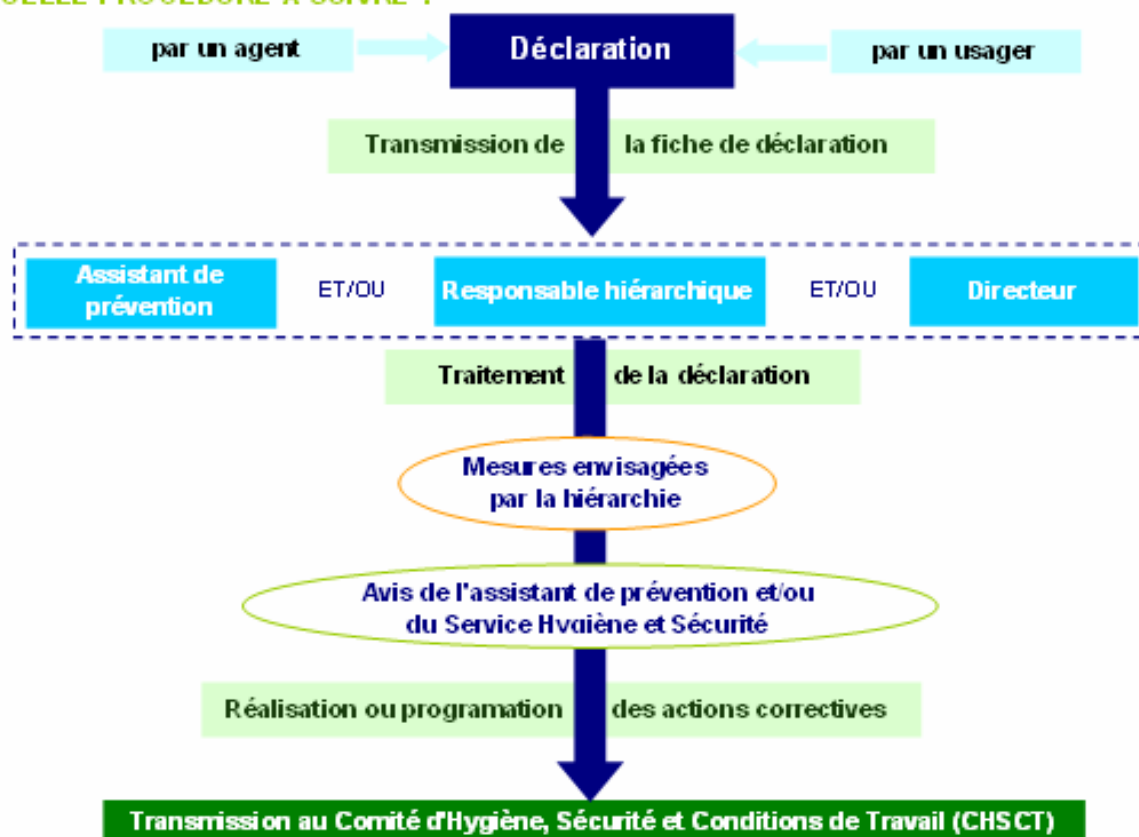 QUELLE PROCEDURE A SUIVRE ?
par un agent
Déclaration
par un usager
Transmission de la fiche de déclaration
Assistant de
prévention
ET/OU
Responsable hiérarchique
ET/OU
Directeur
Traitement de la déclaration
Mesures envisagées
par la hiérarchie
Avis de l'assistant de prévention et/ou
du Service Hygiène et Sécurité
Réalisation ou programation des actions correctives
Transmission au Comité d'Hygiène, Sécurité et Conditions de Travail (CHSCT)